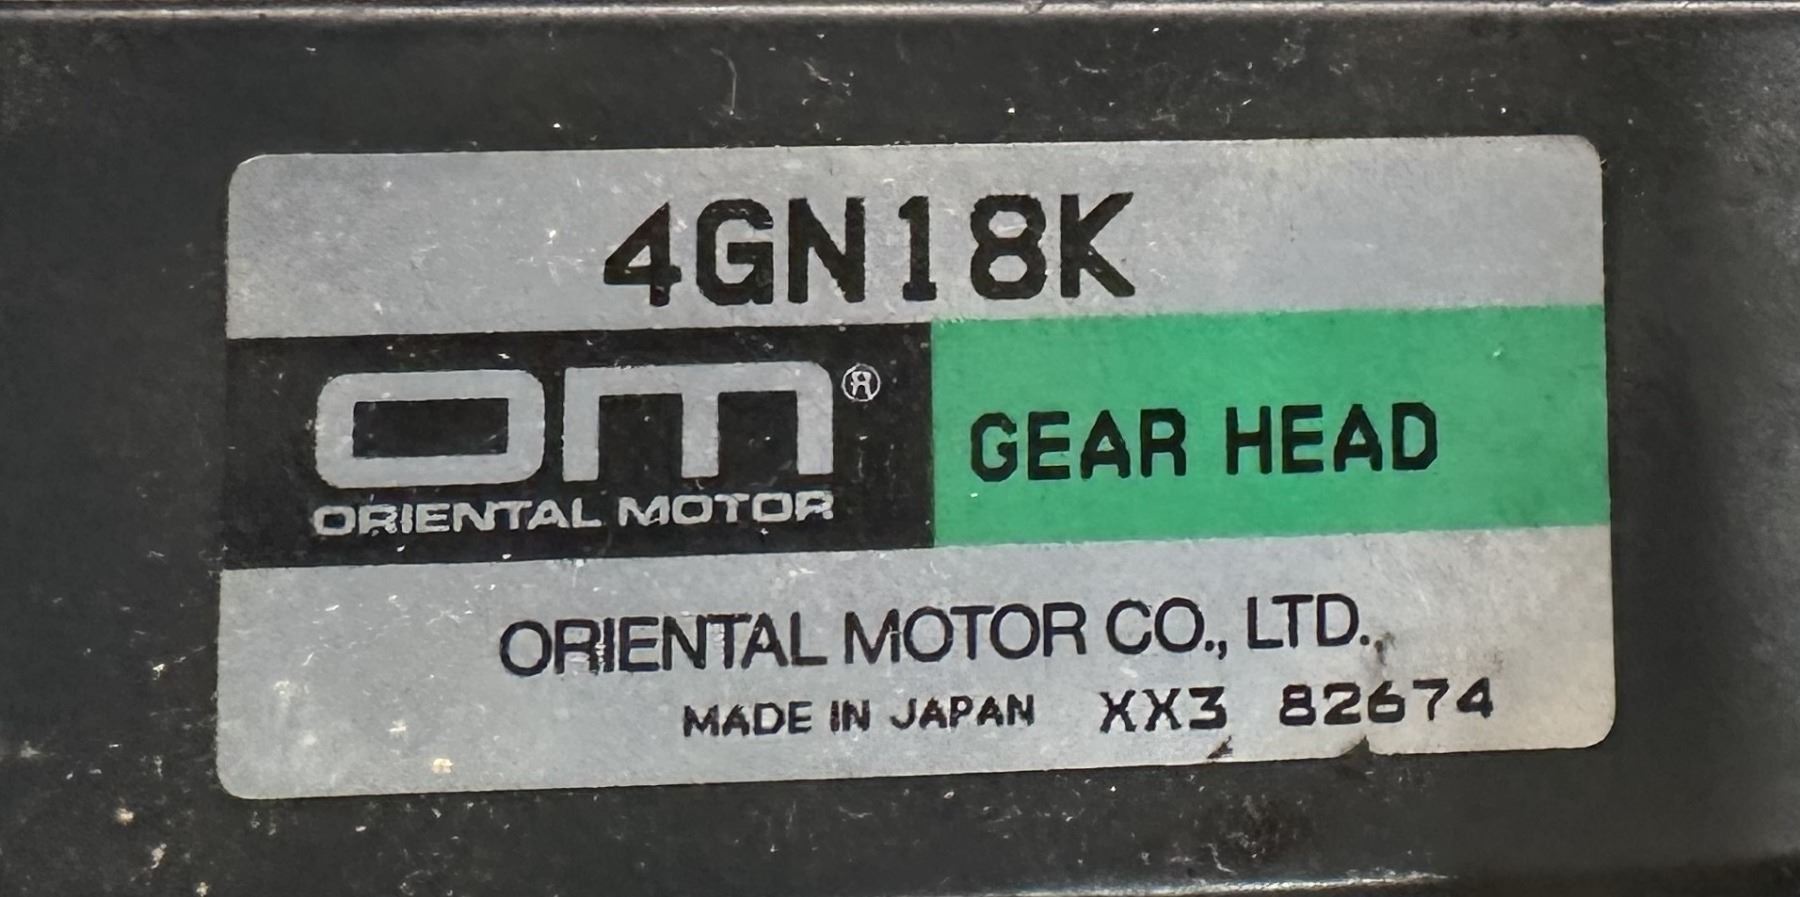 4GN18K
OM®
ORIENTAL MOTOR
GEAR HEAD
ORIENTAL MOTOR CO., LTD.
MADE IN JAPAN XX3 82674